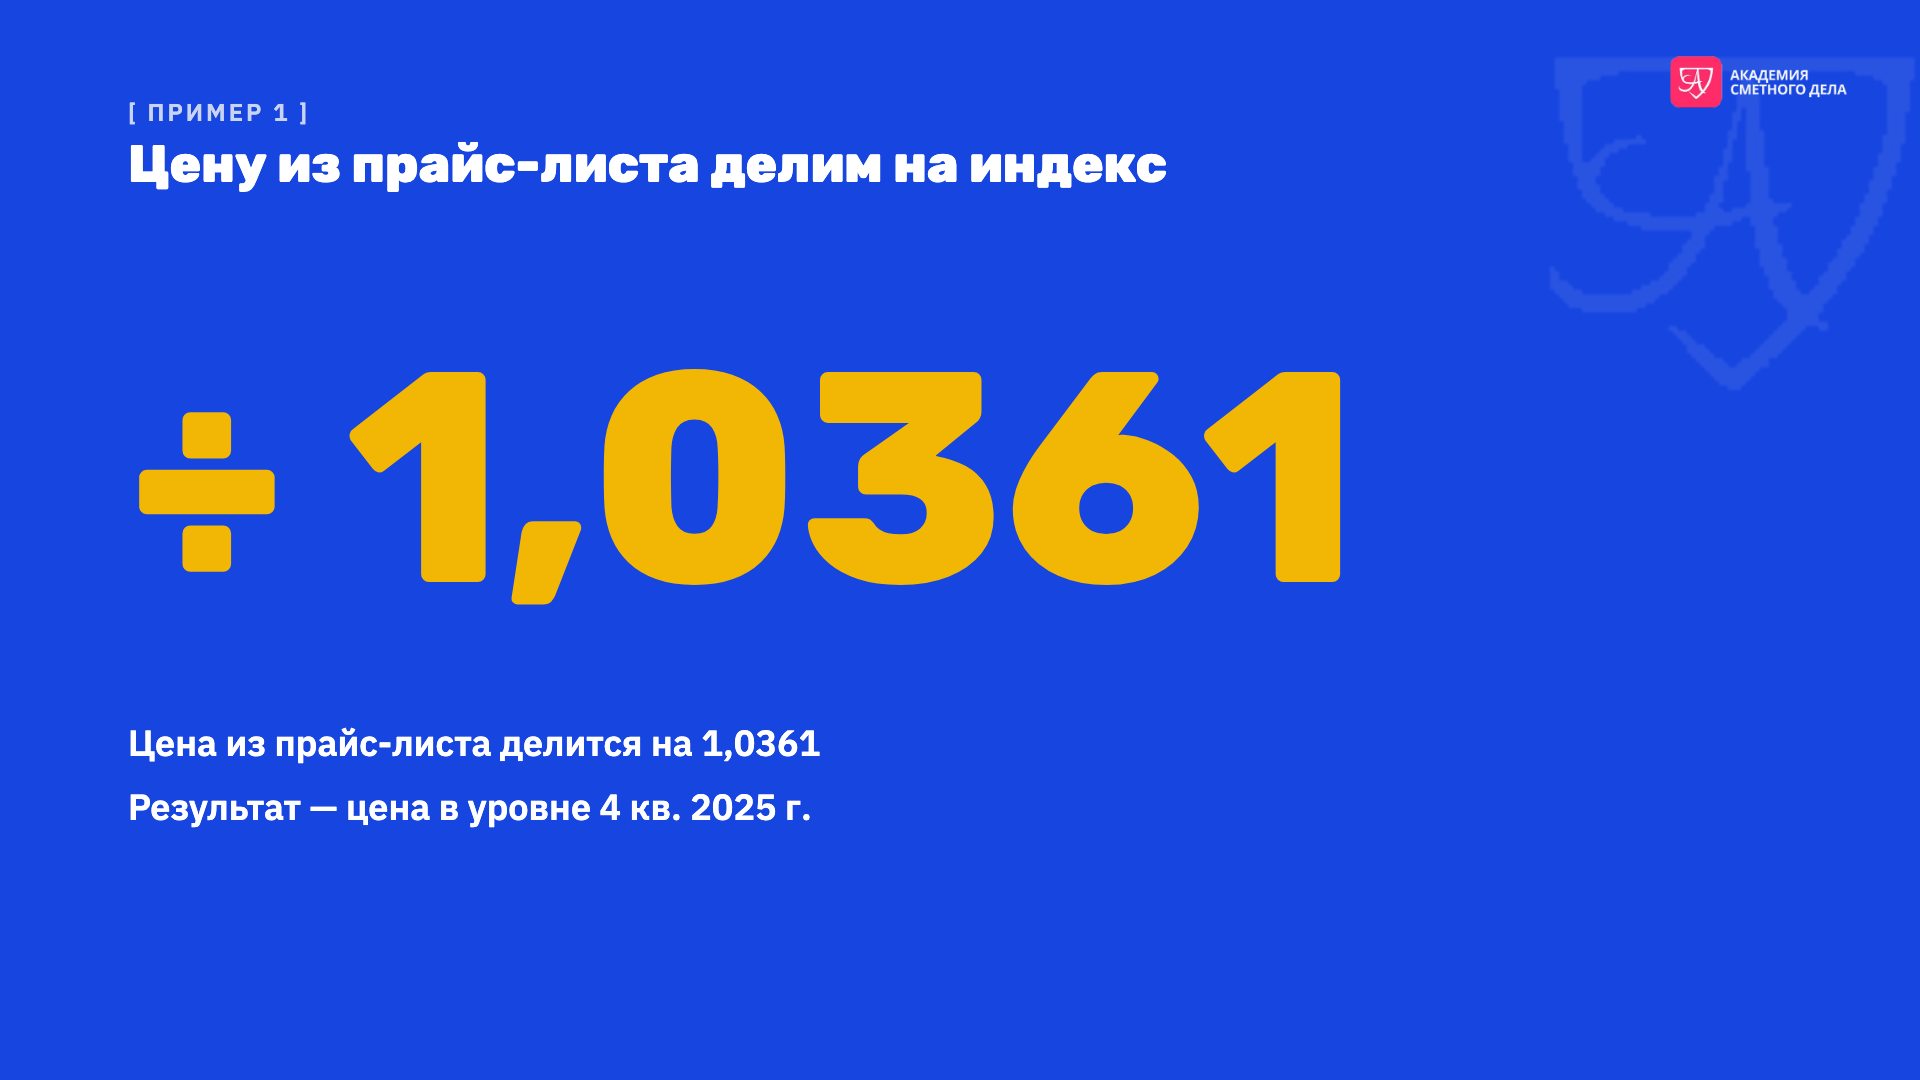 [ ПРИМЕР 1 ]
Цену из прайс-листа делим на индекс
АКАДЕМИЯ
СМЕТНОГО ДЕЛА
÷ 1,0361
Цена из прайс-листа делится на 1,0361
Результат — цена в уровне 4 кв. 2025 г.